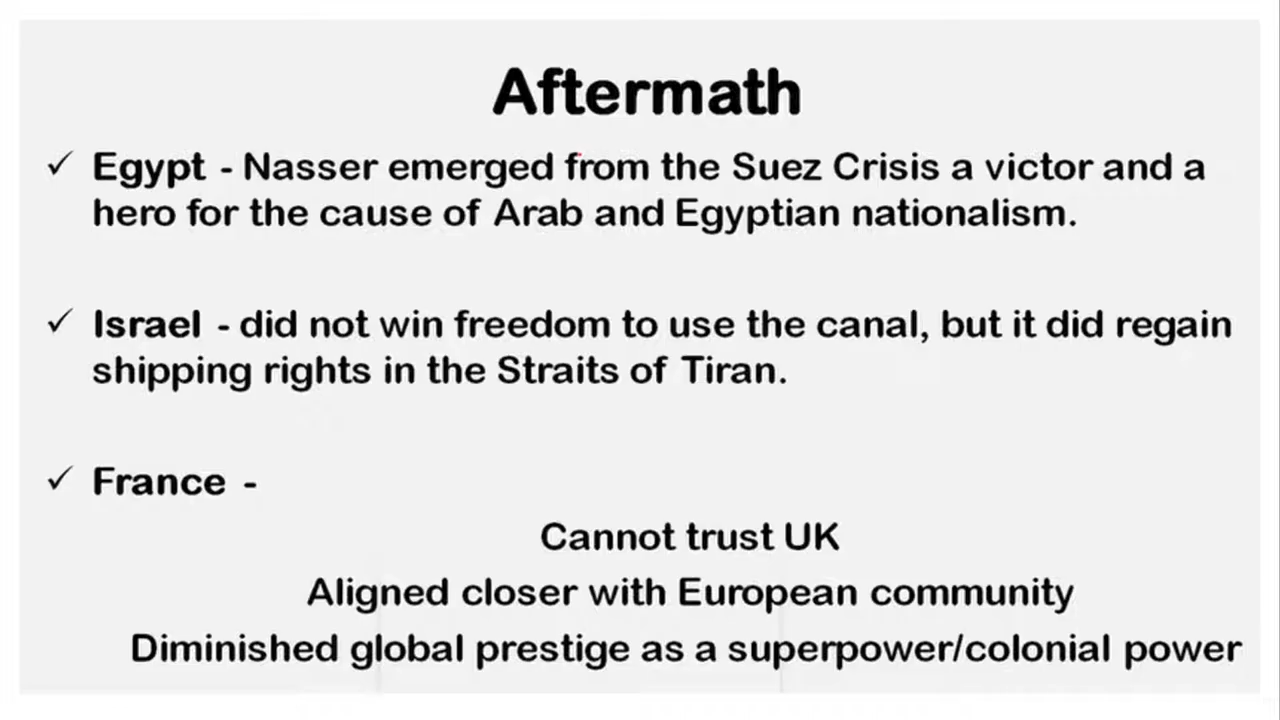 Aftermath
✓ Egypt - Nasser emerged from the Suez Crisis a victor and a
hero for the cause of Arab and Egyptian nationalism.
✓ Israel - did not win freedom to use the canal, but it did regain
shipping rights in the Straits of Tiran.
✓ France -
Cannot trust UK
Aligned closer with European community
Diminished global prestige as a superpower/colonial power